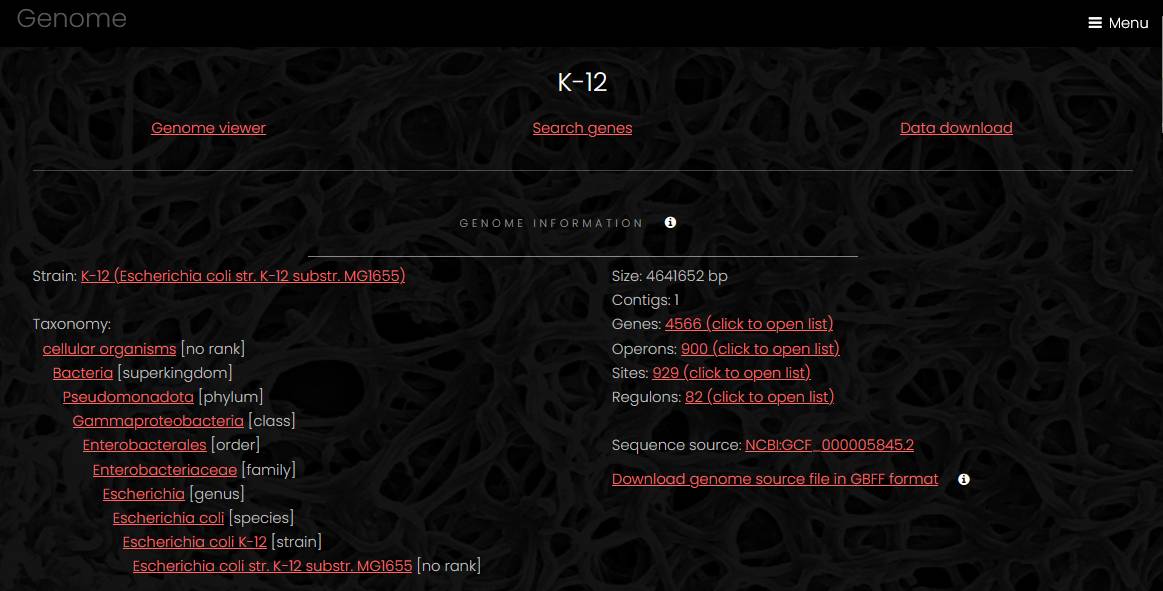 Genome
Menu
K-12
Genome viewer
Search genes
Data download
GENOME INFORMATION
Strain: K-12 (Escherichia coli str. K-12 substr. MG1655)
Taxonomy:
cellular organisms [no rank]
Bacteria [superkingdom]
Pseudomonadota [phylum]
Gammaproteobacteria [class]
Enterobacterales [order]
Enterobacteriaceae [family]
Escherichia [genus]
Escherichia coli [species]
Escherichia coli K-12 [strain]
Escherichia coli str. K-12 substr. MG1655 [no rank]
Size: 4641652 bp
Contigs: 1
Genes: 4566 (click to open list)
Operons: 900 (click to open list)
Sites: 929 (click to open list)
Regulons: 82 (click to open list)
Sequence source: NCBI:GCF_000005845.2
Download genome source file in GBFF format